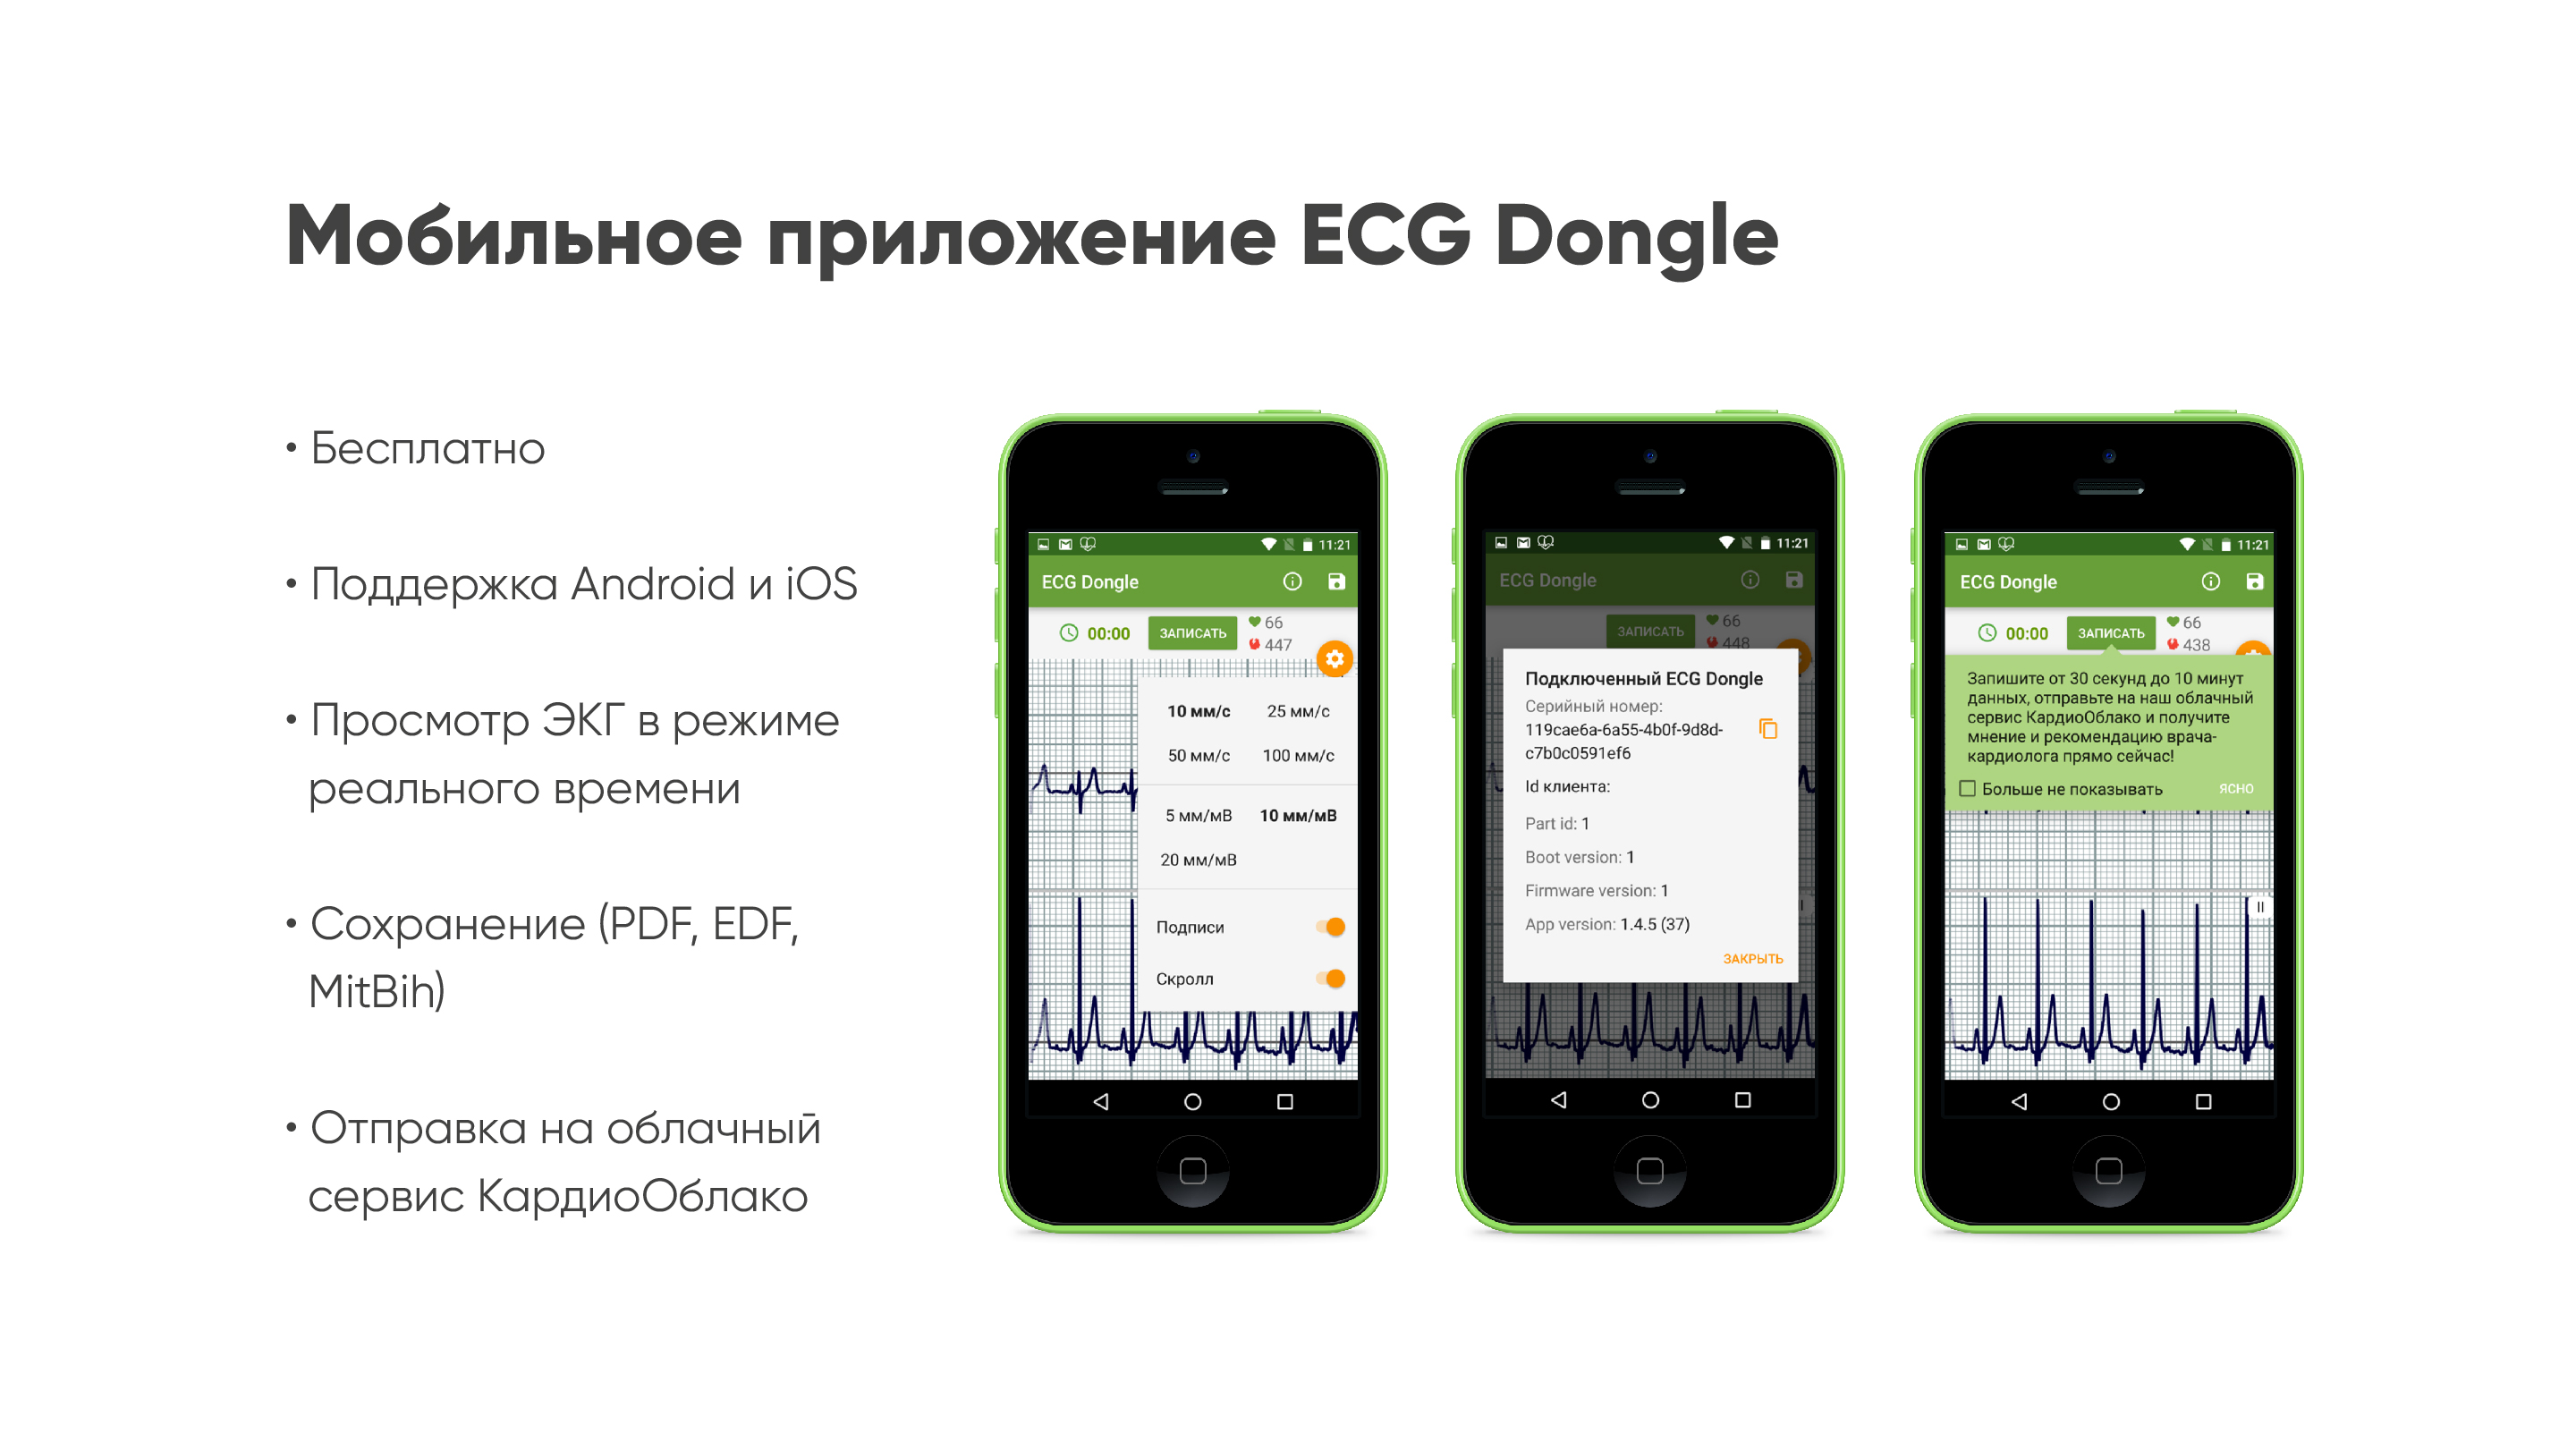 Мобильное приложение ECG Dongle
• Бесплатно
• Поддержка Android и iOS
• Просмотр ЭКГ в режиме
реального времени
• Сохранение (PDF, EDF,
MitBih)
• Отправка на облачный
сервис КардиоОблако
11:21
ECG Dongle
00:00
ЗАПИСАТЬ
66
447
10 мм/с 25 мм/с
50 мм/с 100 мм/с
5 мм/мВ 10 мм/мВ
20 мм/мВ
Подписи
Скролл
11:21
ECG Dongle
ЗАПИСАТЬ
66
448
Подключенный ECG Dongle
Серийный номер:
119cae6a-6a55-4b0f-9d8d-
c7b0c0591ef6
Id клиента:
Part id: 1
Boot version: 1
Firmware version: 1
App version: 1.4.5 (37)
ЗАКРЫТЬ
11:21
ECG Dongle
00:00
ЗАПИСАТЬ
66
438
Запишите от 30 секунд до 10 минут
данных, отправьте на наш облачный
сервис КардиоОблако и получите
мнение и рекомендацию врача-
кардиолога прямо сейчас!
Больше не показывать
ЯСНО